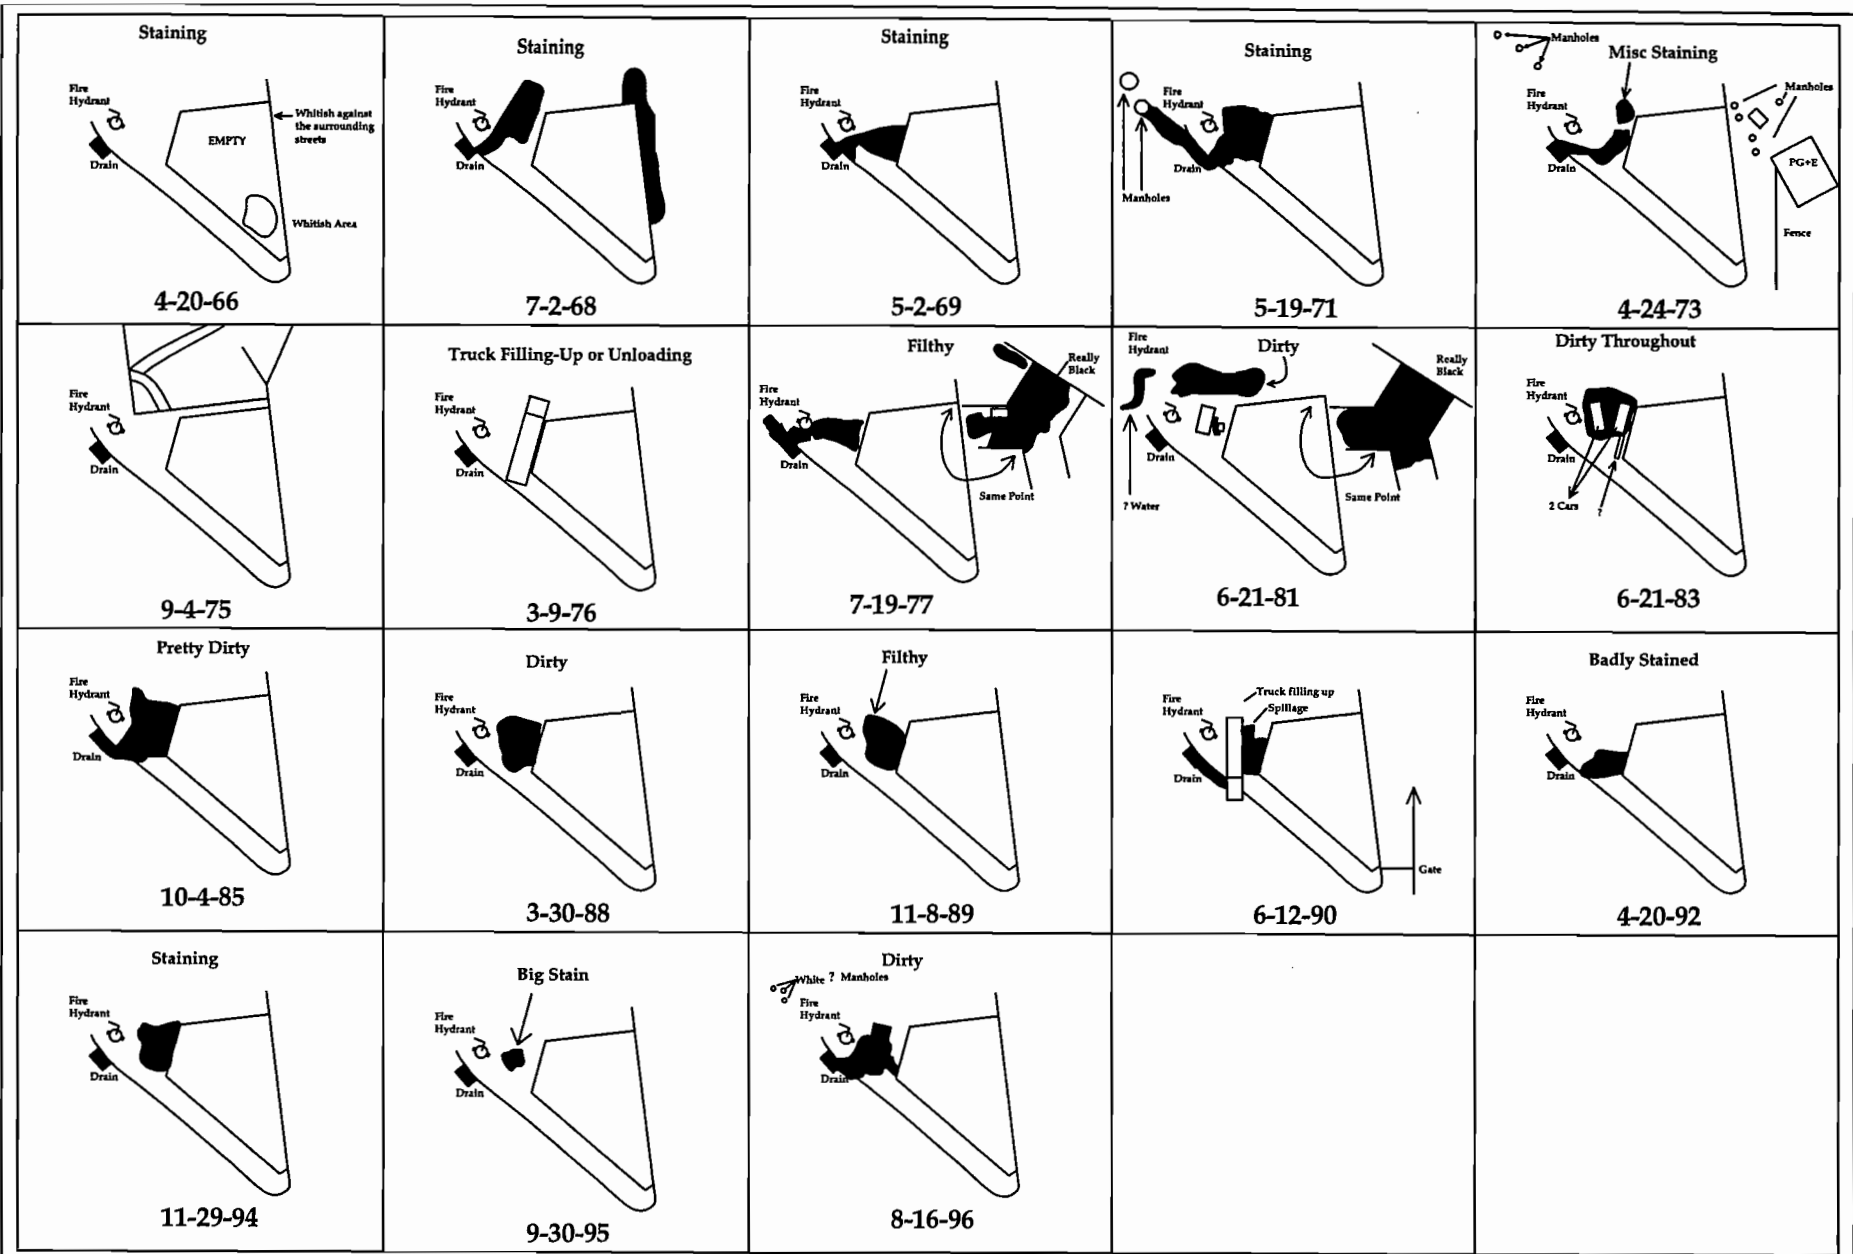 Staining
Fire
Hydrant
EMPTY
Whitish against
the surrounding
streets
Drain
Whitish Area
4-20-66
Staining
Fire
Hydrant
Drain
7-2-68
Staining
Fire
Hydrant
Drain
5-2-69
Staining
Fire
Hydrant
Drain
Manholes
5-19-71
Manholes
Misc Staining
Fire
Hydrant
Manholes
Drain
PG+E
Fence
4-24-73
Fire
Hydrant
Drain
9-4-75
Truck Filling-Up or Unloading
Fire
Hydrant
Drain
3-9-76
Filthy
Really
Black
Fire
Hydrant
Drain
Same Point
7-19-77
Fire
Hydrant
Dirty
Really
Black
Drain
Same Point
? Water
6-21-81
Dirty Throughout
Fire
Hydrant
Drain
2 Cars
?
6-21-83
Pretty Dirty
Fire
Hydrant
Drain
10-4-85
Dirty
Fire
Hydrant
Drain
3-30-88
Filthy
Fire
Hydrant
Drain
11-8-89
Truck filling up
Spillage
Fire
Hydrant
Drain
Gate
6-12-90
Badly Stained
Fire
Hydrant
Drain
4-20-92
Staining
Fire
Hydrant
Drain
11-29-94
Big Stain
Fire
Hydrant
Drain
9-30-95
Dirty
White ? Manholes
Fire
Hydrant
Drain
8-16-96